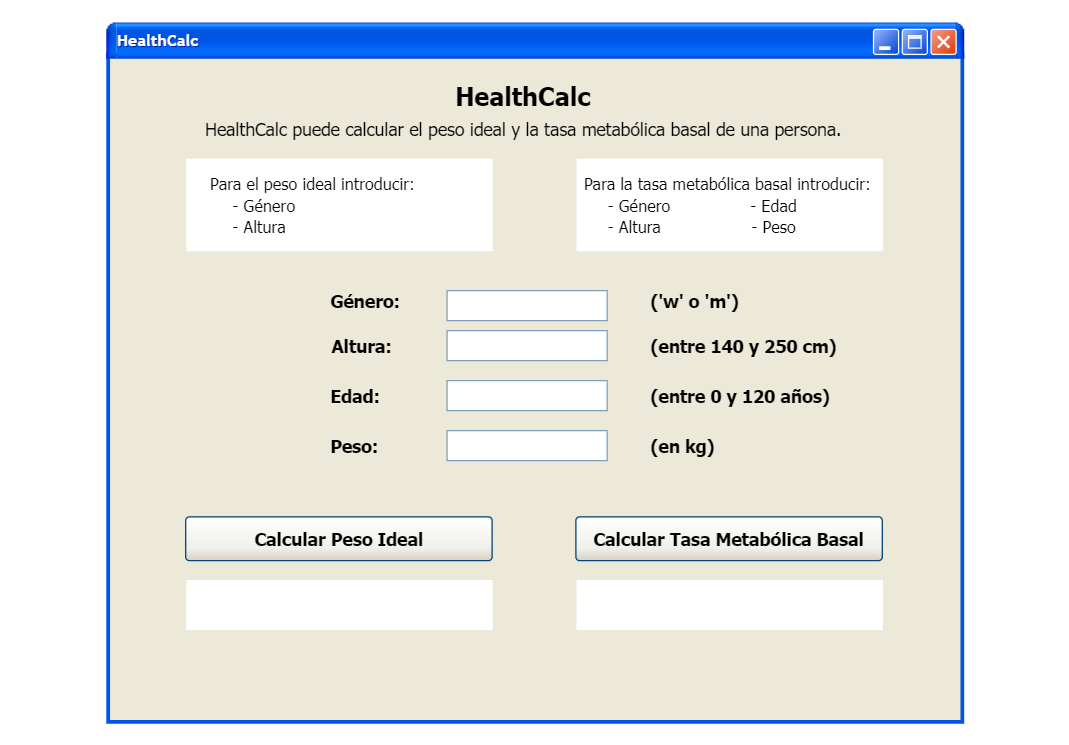 HealthCalc
HealthCalc
HealthCalc puede calcular el peso ideal y la tasa metabólica basal de una persona.
Para el peso ideal introducir:
- Género
- Altura
Para la tasa metabólica basal introducir:
- Género - Edad
- Altura - Peso
Género: ('w' o 'm')
Altura: (entre 140 y 250 cm)
Edad: (entre 0 y 120 años)
Peso: (en kg)
Calcular Peso Ideal
Calcular Tasa Metabólica Basal